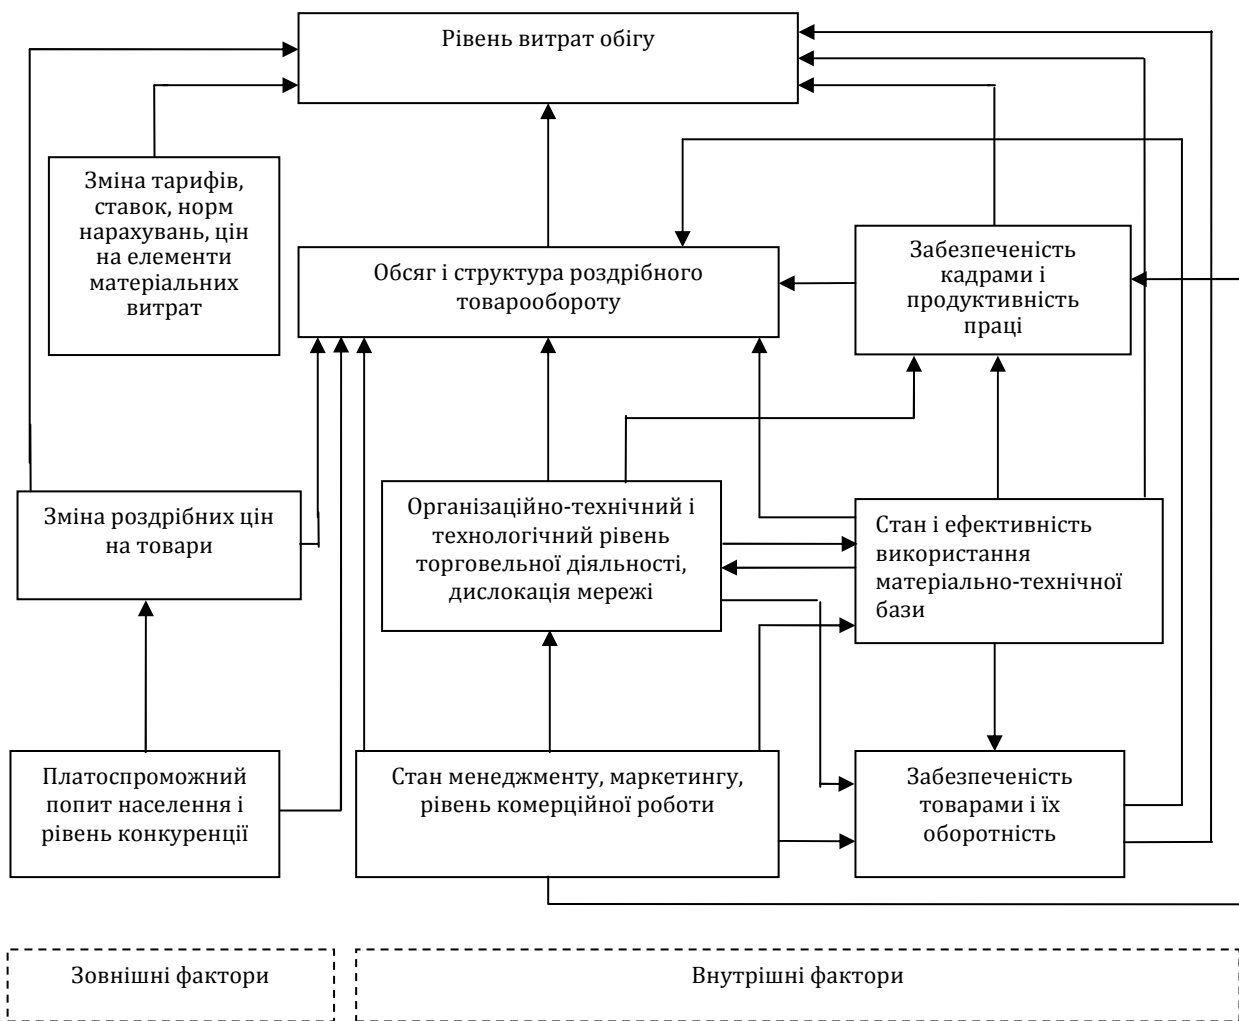 Рівень витрат обігу
Зміна тарифів,
ставок, норм
нарахувань, цін
на елементи
матеріальних
витрат
Обсяг і структура роздрібного
товарообороту
Забезпеченість
кадрами і
продуктивність
праці
Зміна роздрібних цін
на товари
Організаційно-технічний і
технологічний рівень
торговельної діяльності,
дислокація мережі
Стан і ефективність
використання
матеріально-технічної
бази
Платоспроможний
попит населення і
рівень конкуренції
Стан менеджменту, маркетингу,
рівень комерційної роботи
Забезпеченість
товарами і їх
оборотність
Зовнішні фактори
Внутрішні фактори